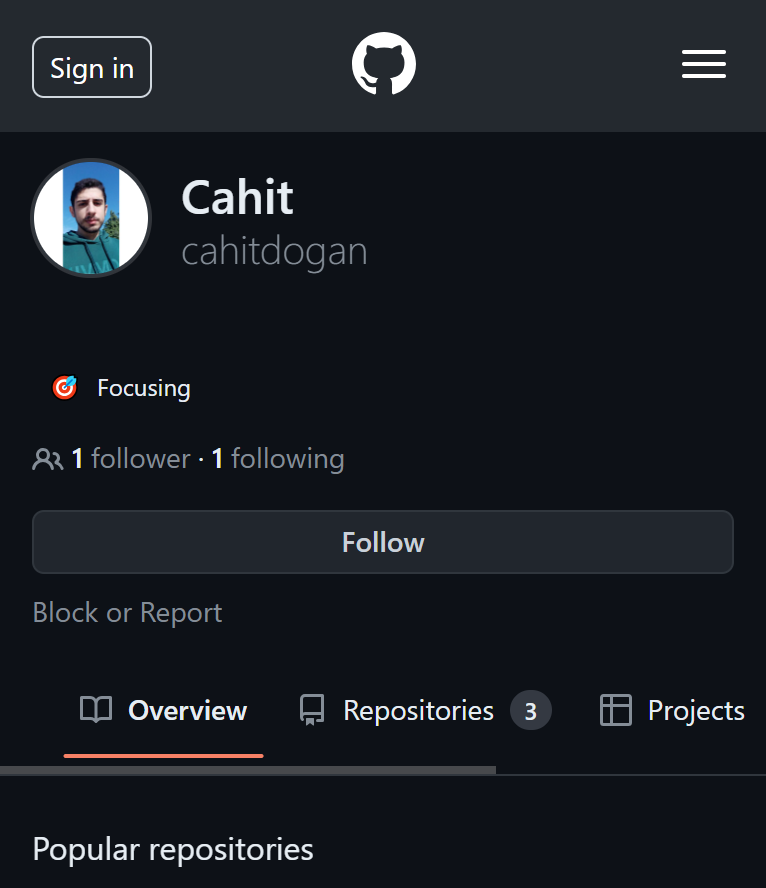 Sign in
Cahit
cahitdogan
Focusing
1 follower · 1 following
Follow
Block or Report
Overview Repositories 3 Projects
Popular repositories